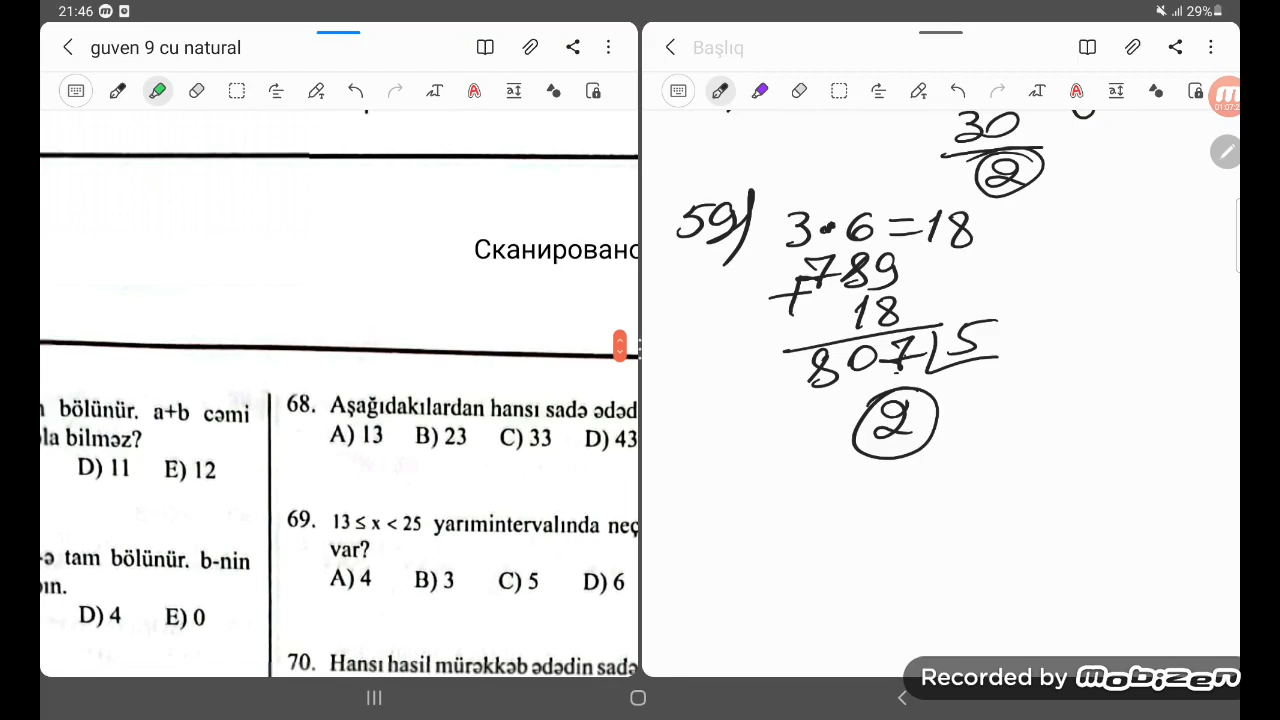 21:46
29%
guven 9 cu natural
Сканировано
bölünür. a+b cəmi
bilməz?
D) 11 E) 12
tam bölünür. b-nin
D) 4 E) 0
68. Aşağıdakılardan hansı sadə ədəd
A) 13 B) 23 C) 33 D) 43
69. 13 ≤ x < 25 yarımintervalında neç
var?
A) 4 B) 3 C) 5 D) 6
70. Hansı hasil mürəkkəb ədədin sadə
Başlıq
30
2
59) 3 · 6 = 18
+ 789
18
807 5
2
Recorded by mobizen